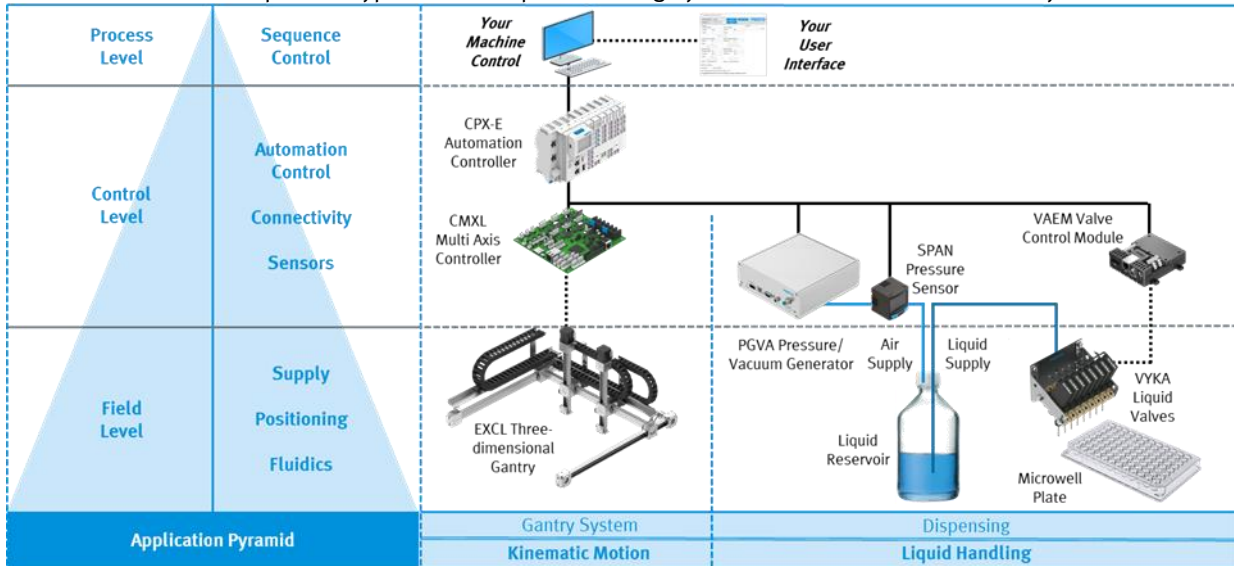 Process
Level
Sequence
Control
Your
Machine
Control
Your
User
Interface
Control
Level
Automation
Control
Connectivity
Sensors
CPX-E
Automation
Controller
CMXL
Multi Axis
Controller
SPAN
Pressure
Sensor
VAEM Valve
Control Module
Field
Level
Supply
Positioning
Fluidics
EXCL Three-
dimensional
Gantry
PGVA Pressure/
Vacuum Generator
Air
Supply
Liquid
Supply
Liquid
Reservoir
VYKA
Liquid
Valves
Microwell
Plate
Application Pyramid
Gantry System
Dispensing
Kinematic Motion
Liquid Handling